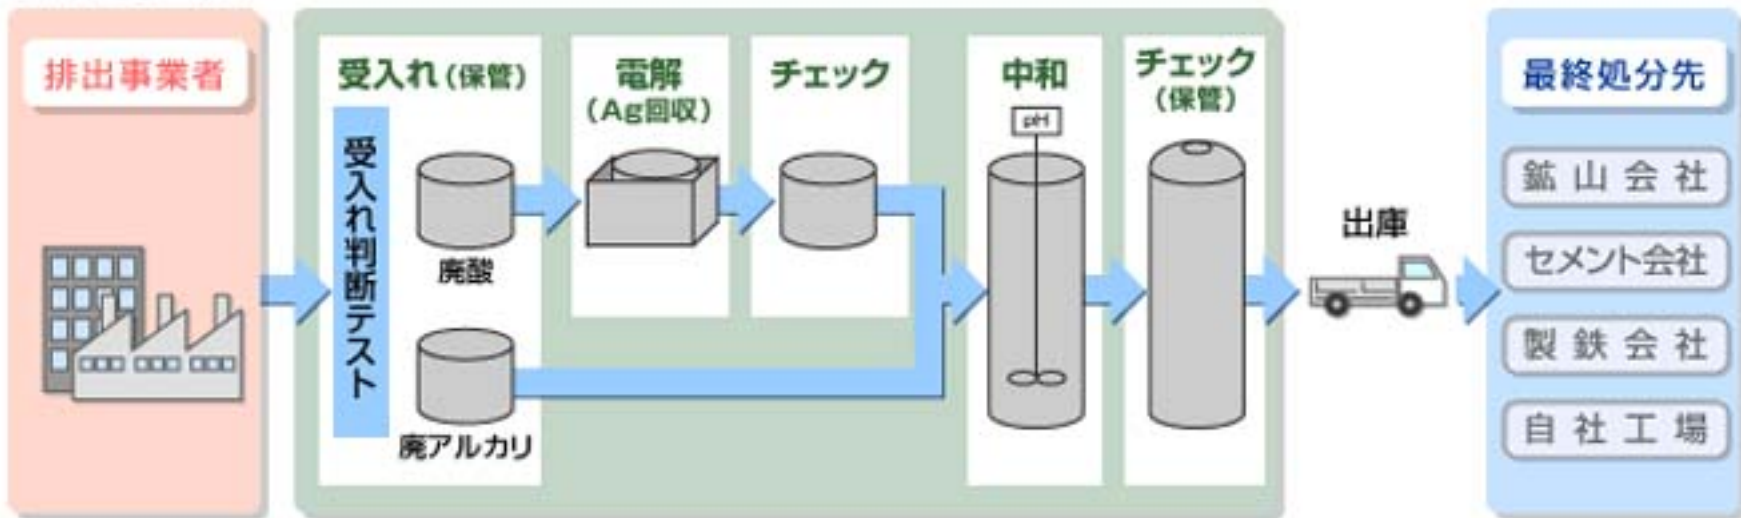 排出事業者
受入れ(保管)
受入れ判断テスト
廃酸
廃アルカリ
電解
(Ag回収)
チェック
中和
pH
チェック
(保管)
出庫
最終処分先
鉱山会社
セメント会社
製鉄会社
自社工場